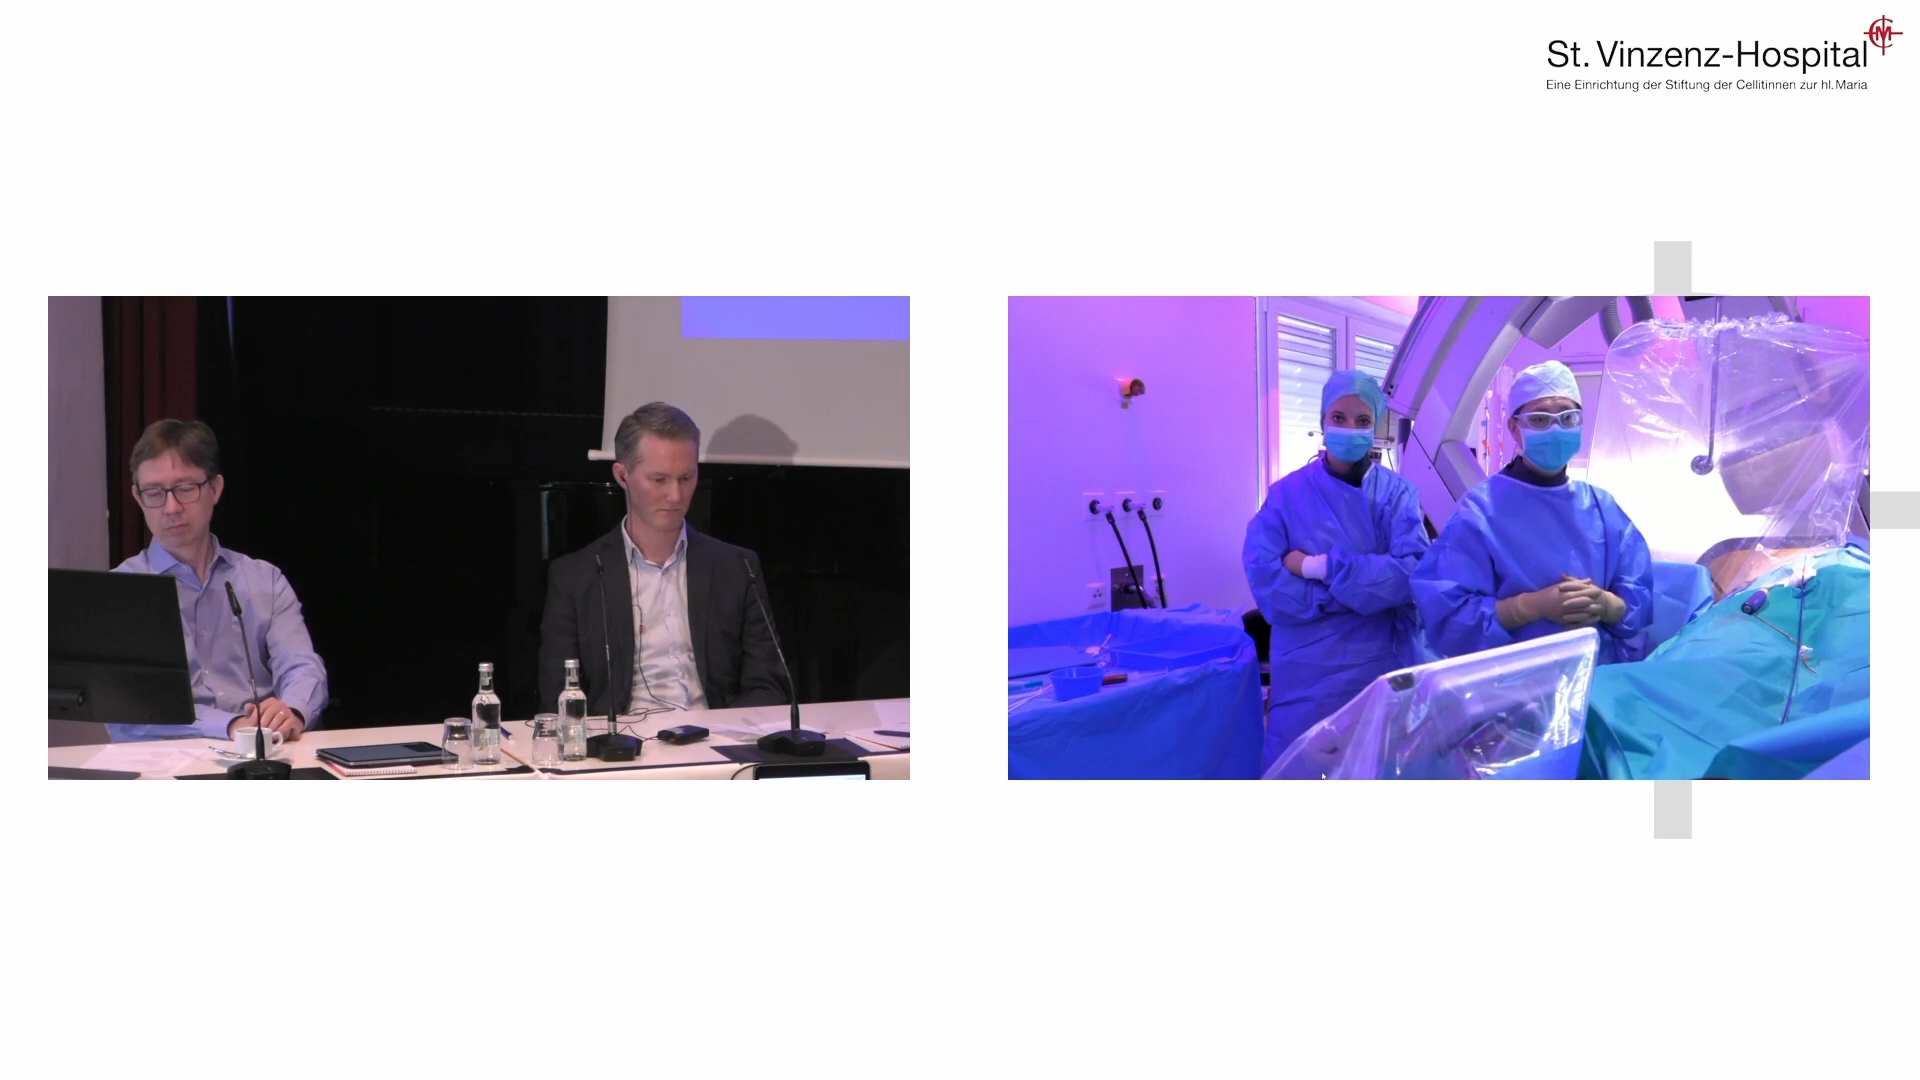 St. Vinzenz-Hospital
Eine Einrichtung der Stiftung der Cellitinnen zur hl. Maria